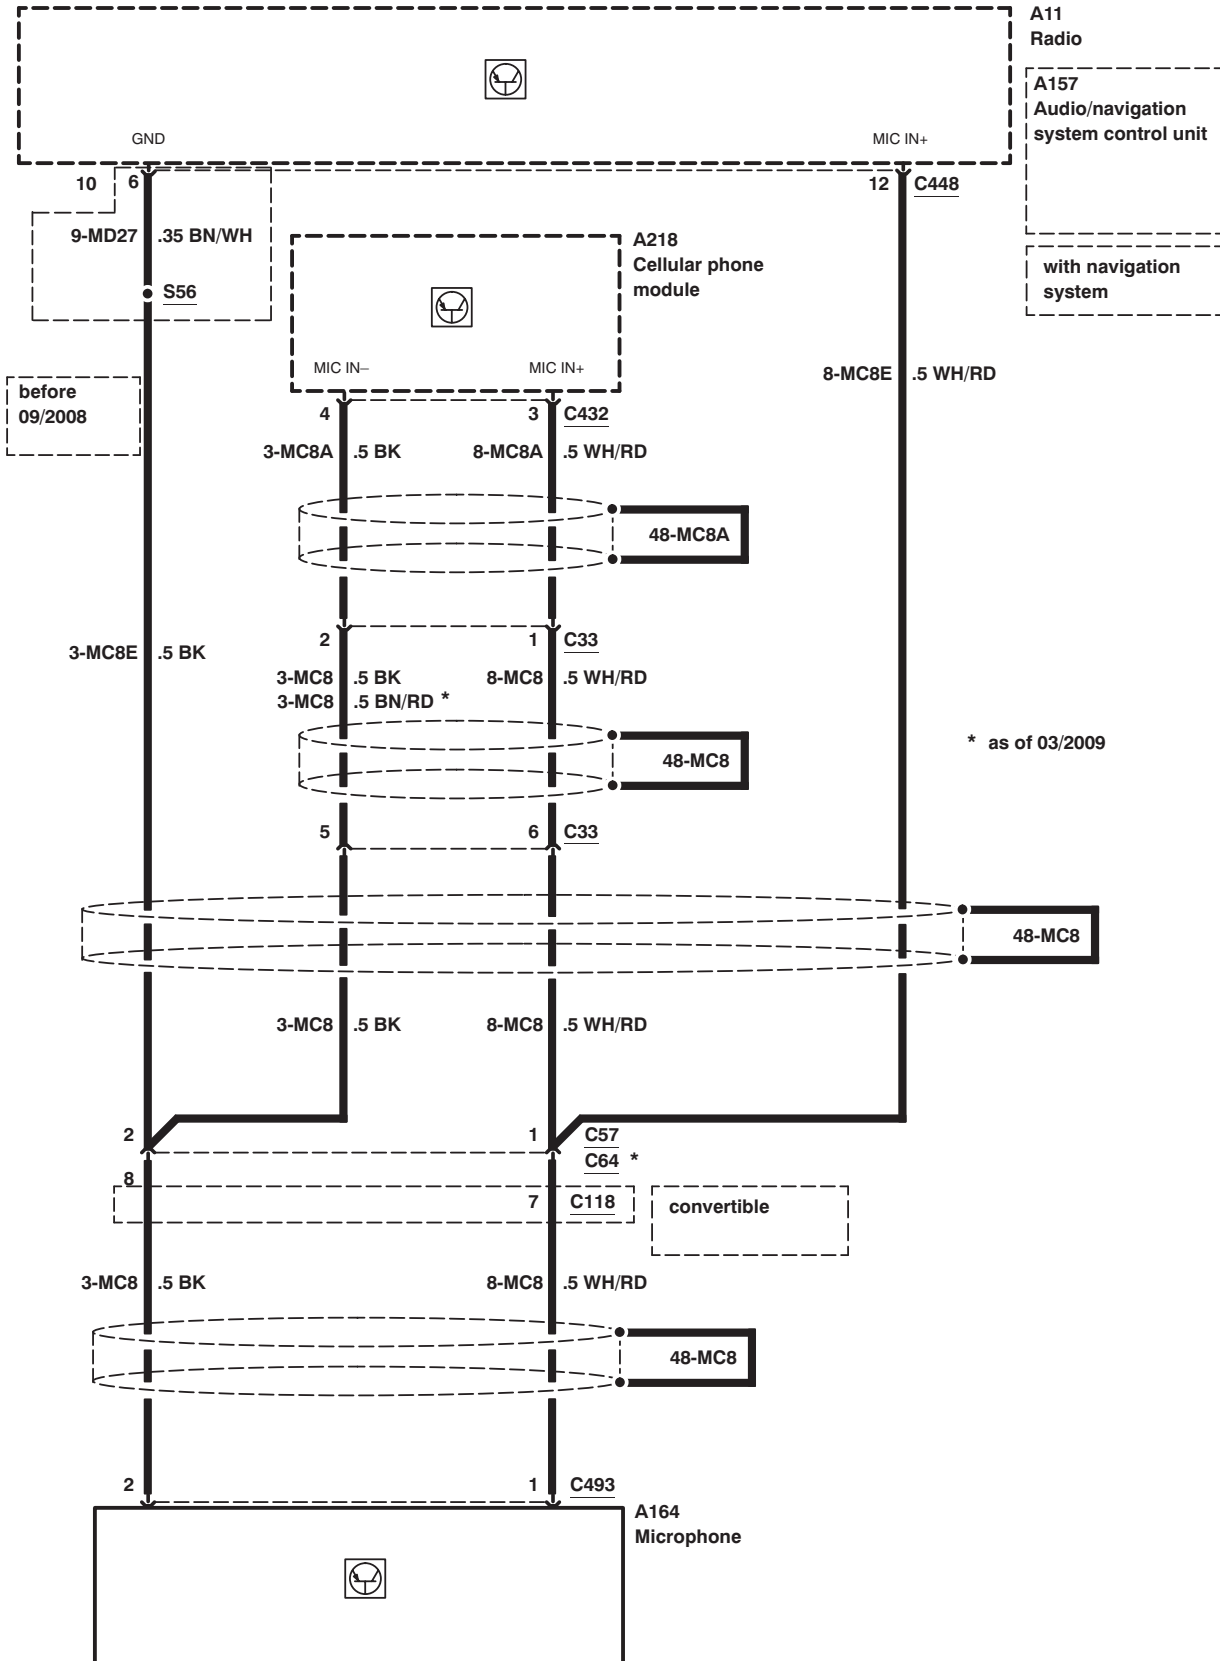 A11
Radio
A157
Audio/navigation
system control unit
GND
MIC IN+
10 6
12 C448
9-MD27 .35 BN/WH
A218
Cellular phone
module
with navigation
system
S56
MIC IN–
MIC IN+
8-MC8E .5 WH/RD
before
09/2008
4
3 C432
3-MC8A .5 BK
8-MC8A .5 WH/RD
48-MC8A
2
1 C33
3-MC8E .5 BK
3-MC8 .5 BK
8-MC8 .5 WH/RD
3-MC8 .5 BN/RD *
* as of 03/2009
48-MC8
5
6 C33
48-MC8
3-MC8 .5 BK
8-MC8 .5 WH/RD
2
1 C57
C64 *
8
7 C118
convertible
3-MC8 .5 BK
8-MC8 .5 WH/RD
48-MC8
2
1 C493
A164
Microphone